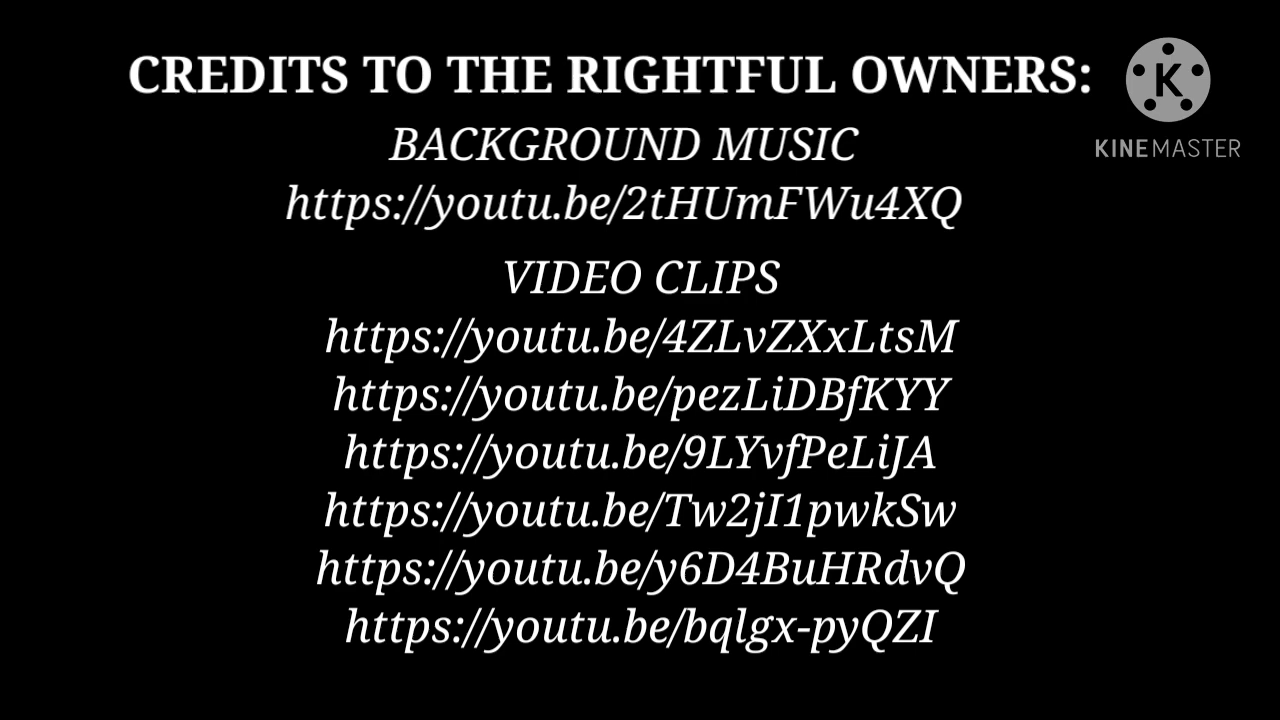 CREDITS TO THE RIGHTFUL OWNERS:
K
KINEMASTER
BACKGROUND MUSIC
https://youtu.be/2tHUmFWu4XQ
VIDEO CLIPS
https://youtu.be/4ZLvZXxLtsM
https://youtu.be/pezLiDBfKYY
https://youtu.be/9LYvfPeLiJA
https://youtu.be/Tw2jI1pwkSw
https://youtu.be/y6D4BuHRdvQ
https://youtu.be/bqlgx-pyQZI